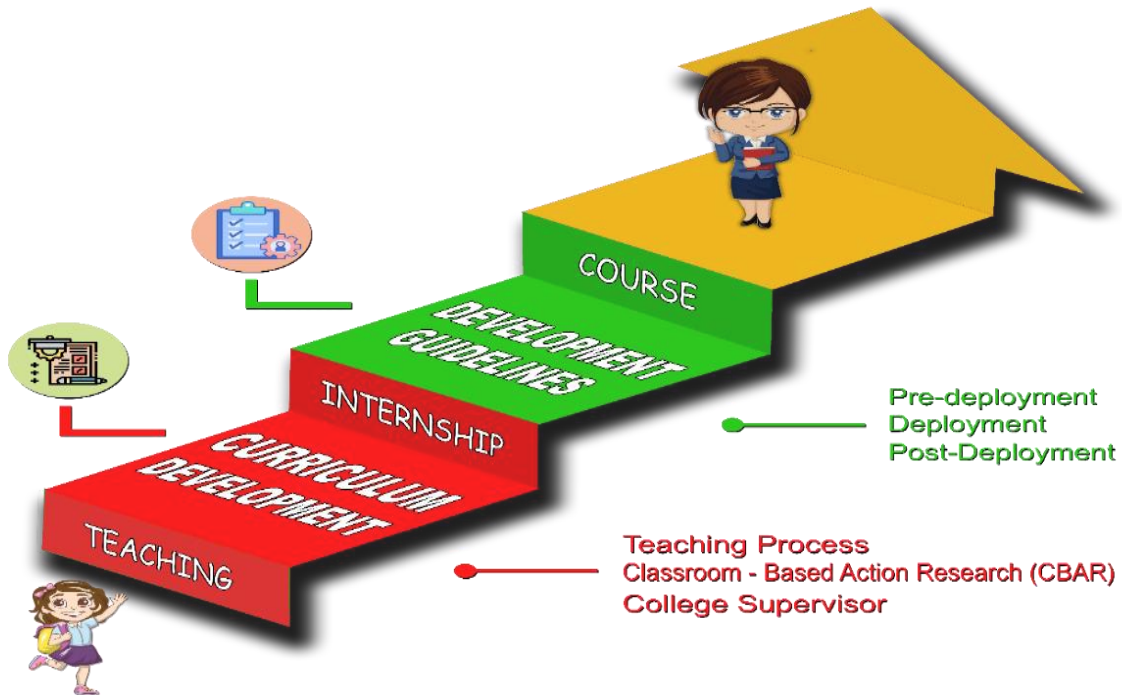 COURSE
DEVELOPMENT
GUIDELINES
INTERNSHIP
CURRICULUM
DEVELOPMENT
TEACHING
Pre-deployment
Deployment
Post-Deployment
Teaching Process
Classroom - Based Action Research (CBAR)
College Supervisor